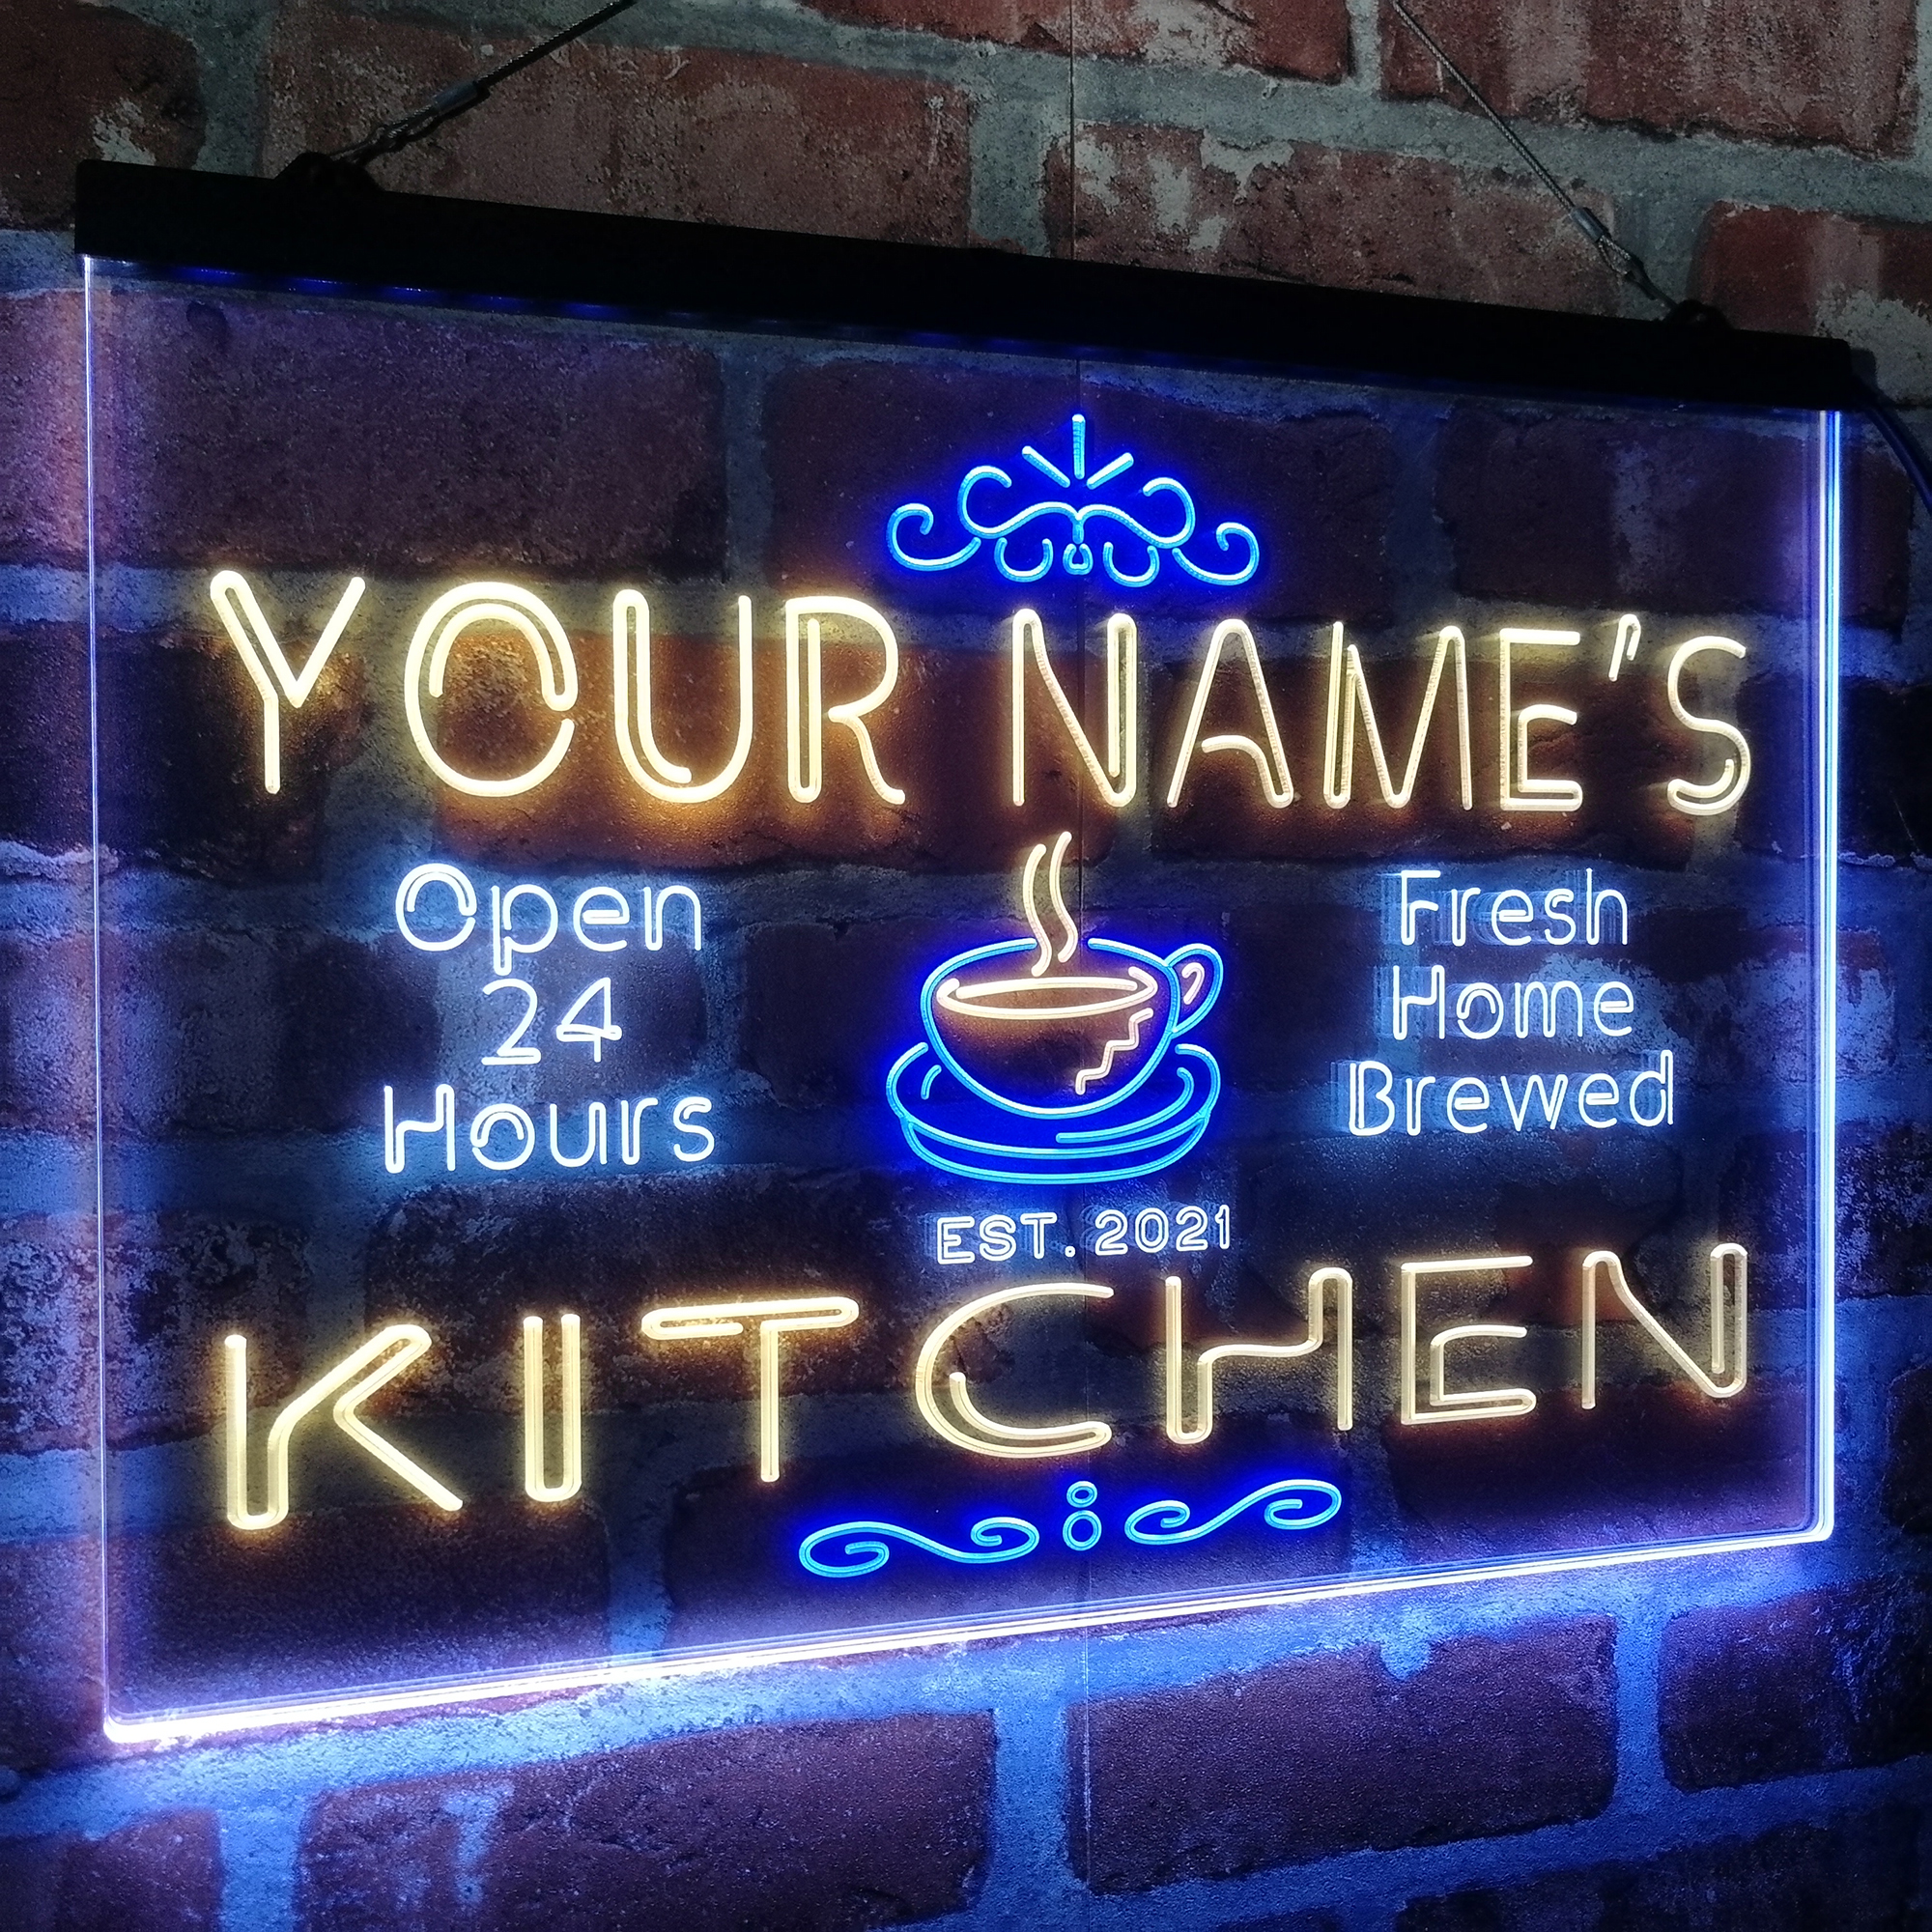 YOUR NAME'S
Open
24
Hours
Fresh
Home
Brewed
EST. 2021
KITCHEN